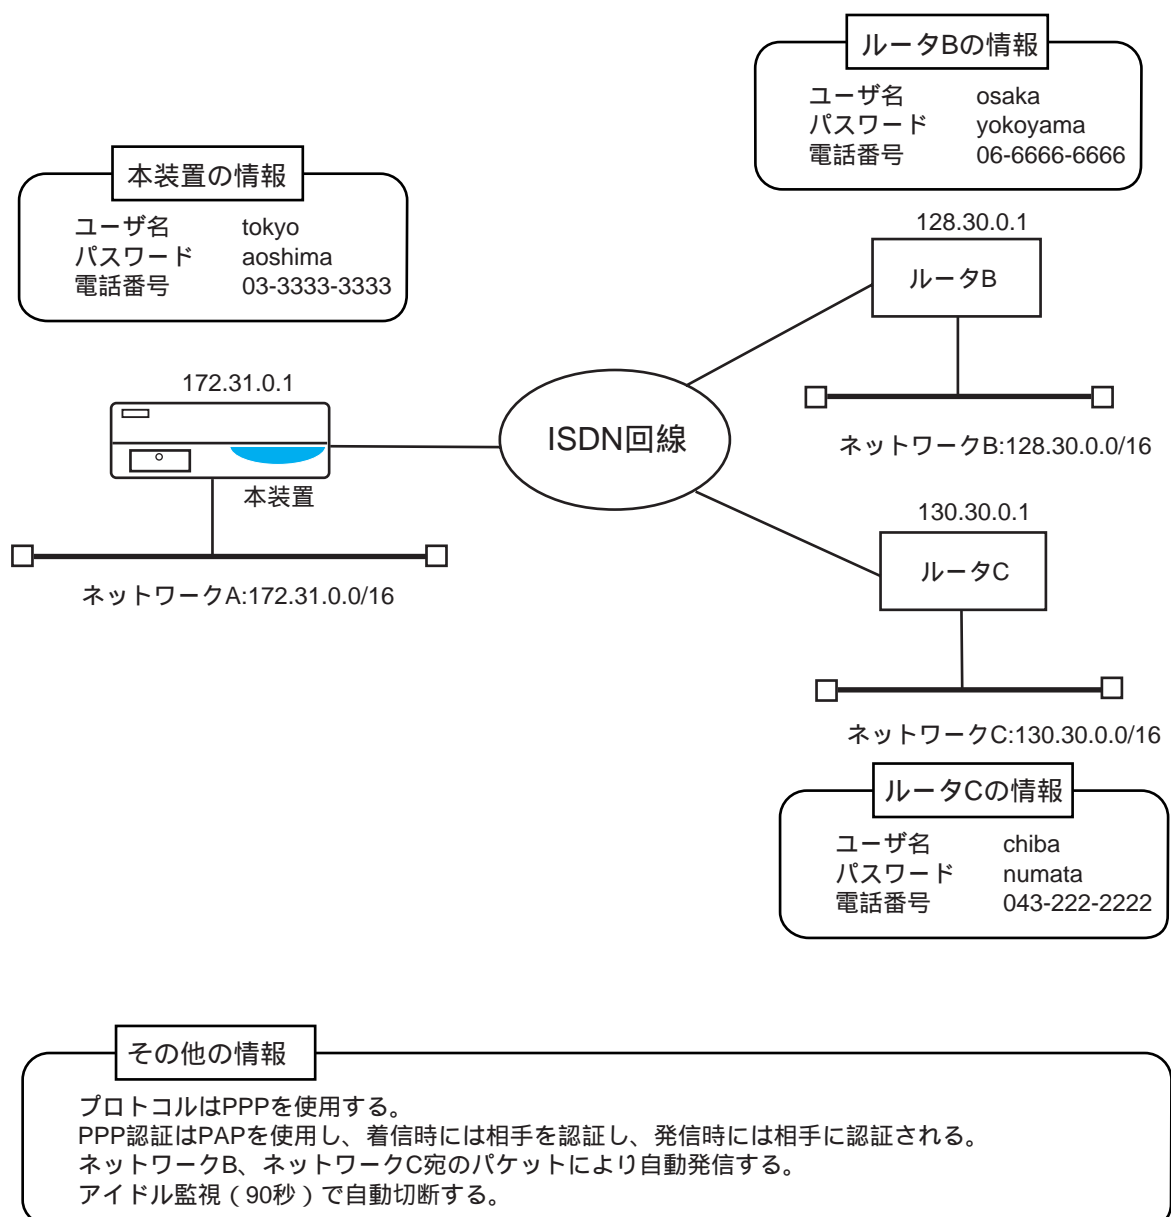 ルータBの情報
ユーザ名 osaka
パスワード yokoyama
電話番号 06-6666-6666
本装置の情報
ユーザ名 tokyo
パスワード aoshima
電話番号 03-3333-3333
128.30.0.1
ルータB
172.31.0.1
ISDN回線
ネットワークB:128.30.0.0/16
本装置
130.30.0.1
ルータC
ネットワークA:172.31.0.0/16
ネットワークC:130.30.0.0/16
ルータCの情報
ユーザ名 chiba
パスワード numata
電話番号 043-222-2222
その他の情報
プロトコルはPPPを使用する。
PPP認証はPAPを使用し、着信時には相手を認証し、発信時には相手に認証される。
ネットワークB、ネットワークC宛のパケットにより自動発信する。
アイドル監視(90秒)で自動切断する。